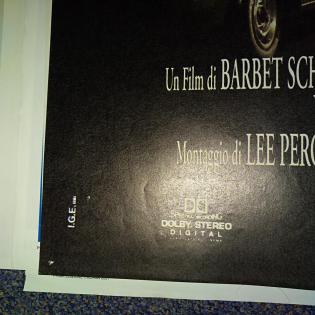 Un Film di BARBET SCH
Montaggio di LEE PERC
I.G.E.
DOLBY STEREO
DIGITAL